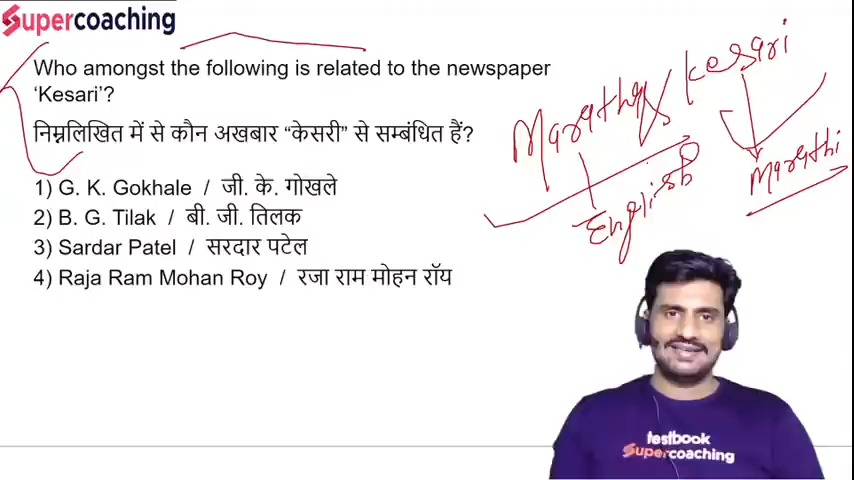 Supercoaching
Who amongst the following is related to the newspaper
‘Kesari’?
निम्नलिखित में से कौन अखबार “केसरी” से सम्बंधित हैं?
1) G. K. Gokhale / जी. के. गोखले
2) B. G. Tilak / बी. जी. तिलक
3) Sardar Patel / सरदार पटेल
4) Raja Ram Mohan Roy / रजा राम मोहन रॉय
Maratha Kesari
English Marathi
testbook
Supercoaching